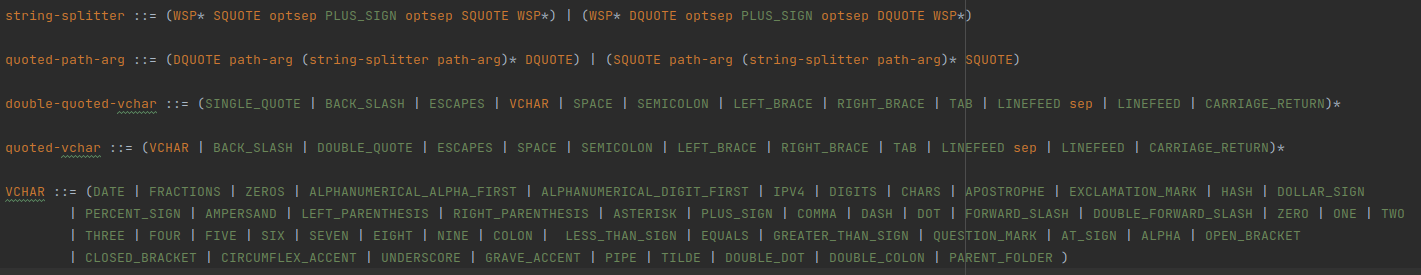 string-splitter ::= (WSP* SQUOTE optsep PLUS_SIGN optsep SQUOTE WSP*) | (WSP* DQUOTE optsep PLUS_SIGN optsep DQUOTE WSP*)
quoted-path-arg ::= (DQUOTE path-arg (string-splitter path-arg)* DQUOTE) | (SQUOTE path-arg (string-splitter path-arg)* SQUOTE)
double-quoted-vchar ::= (SINGLE_QUOTE | BACK_SLASH | ESCAPES | VCHAR | SPACE | SEMICOLON | LEFT_BRACE | RIGHT_BRACE | TAB | LINEFEED sep | LINEFEED | CARRIAGE_RETURN)*
quoted-vchar ::= (VCHAR | BACK_SLASH | DOUBLE_QUOTE | ESCAPES | SPACE | SEMICOLON | LEFT_BRACE | RIGHT_BRACE | TAB | LINEFEED sep | LINEFEED | CARRIAGE_RETURN)*
VCHAR ::= (DATE | FRACTIONS | ZEROS | ALPHANUMERICAL_ALPHA_FIRST | ALPHANUMERICAL_DIGIT_FIRST | IPV4 | DIGITS | CHARS | APOSTROPHE | EXCLAMATION_MARK | HASH | DOLLAR_SIGN
| PERCENT_SIGN | AMPERSAND | LEFT_PARENTHESIS | RIGHT_PARENTHESIS | ASTERISK | PLUS_SIGN | COMMA | DASH | DOT | FORWARD_SLASH | DOUBLE_FORWARD_SLASH | ZERO | ONE | TWO
| THREE | FOUR | FIVE | SIX | SEVEN | EIGHT | NINE | COLON |  LESS_THAN_SIGN | EQUALS | GREATER_THAN_SIGN | QUESTION_MARK | AT_SIGN | ALPHA | OPEN_BRACKET
| CLOSED_BRACKET | CIRCUMFLEX_ACCENT | UNDERSCORE | GRAVE_ACCENT | PIPE | TILDE | DOUBLE_DOT | DOUBLE_COLON | PARENT_FOLDER )